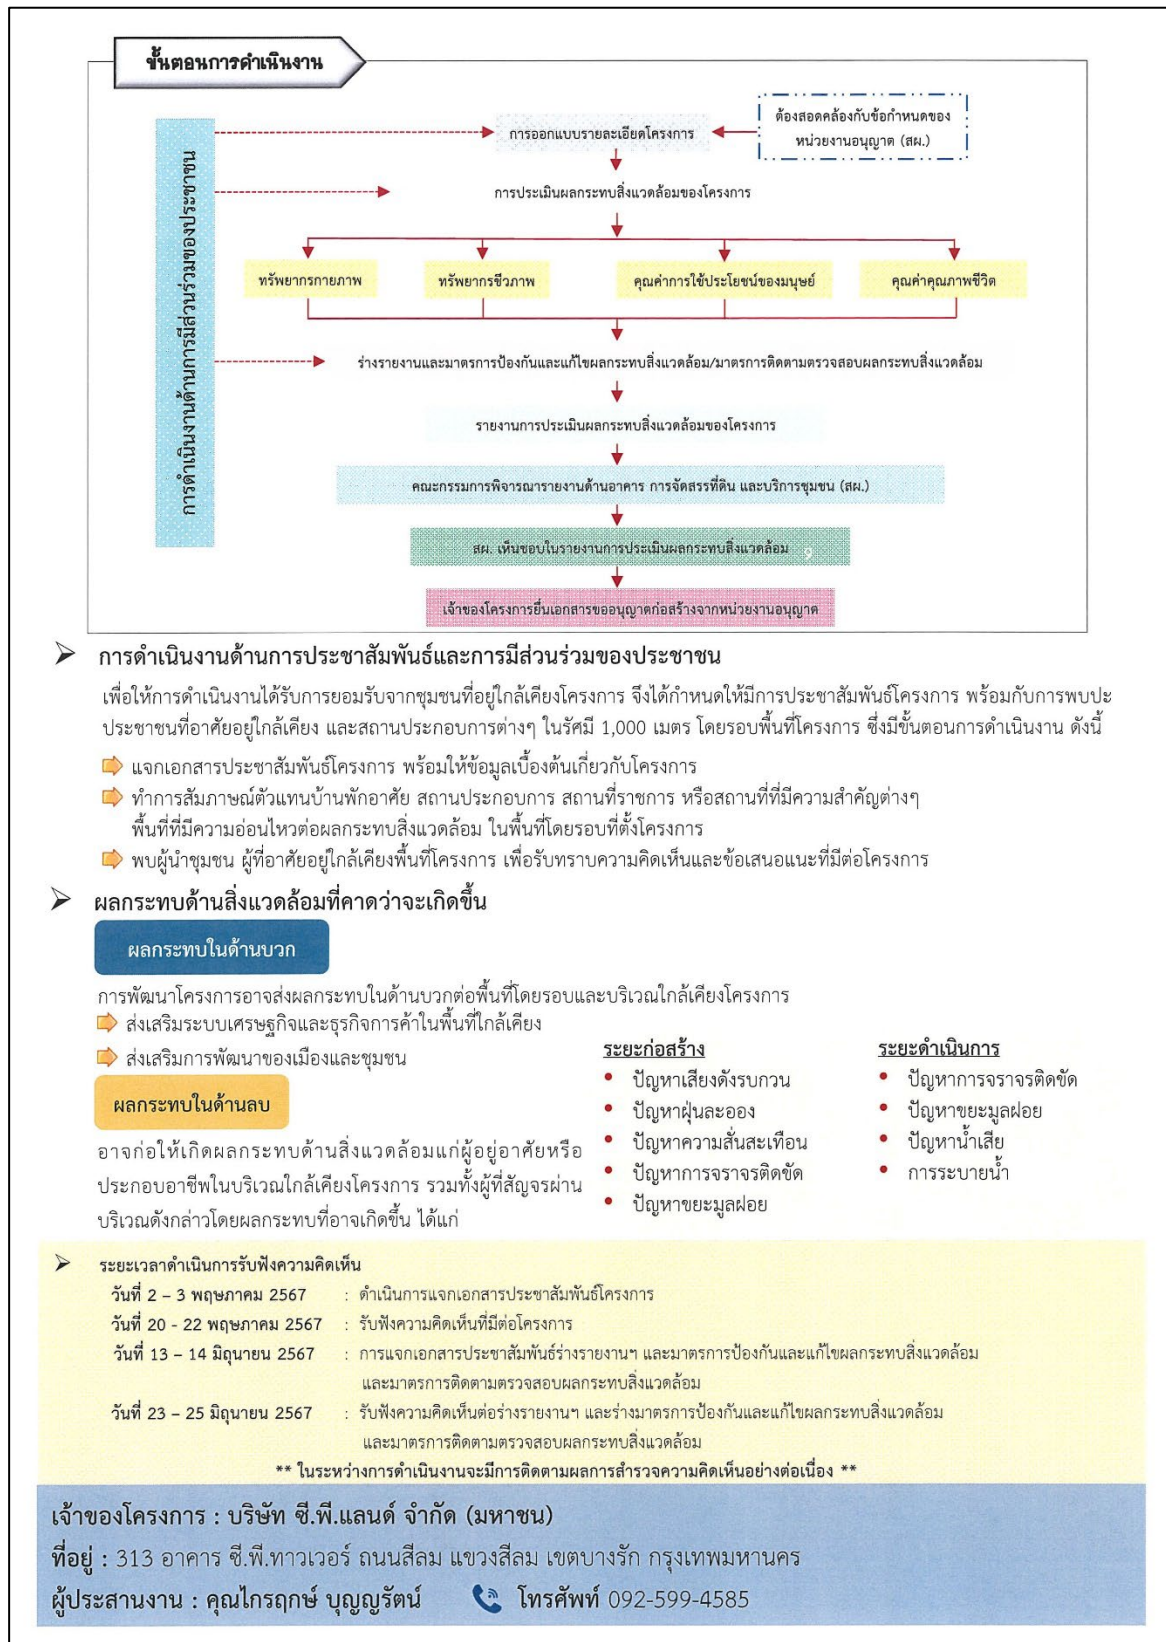 ขั้นตอนการดำเนินงาน
การดำเนินงานด้านการมีส่วนร่วมของประชาชน
การออกแบบรายละเอียดโครงการ
ต้องสอดคล้องกับข้อกำหนดของ
หน่วยงานอนุญาต (สผ.)
การประเมินผลกระทบสิ่งแวดล้อมของโครงการ
ทรัพยากรกายภาพ
ทรัพยากรชีวภาพ
คุณค่าการใช้ประโยชน์ของมนุษย์
คุณค่าคุณภาพชีวิต
ร่างรายงานและมาตรการป้องกันและแก้ไขผลกระทบสิ่งแวดล้อม/มาตรการติดตามตรวจสอบผลกระทบสิ่งแวดล้อม
รายงานการประเมินผลกระทบสิ่งแวดล้อมของโครงการ
คณะกรรมการพิจารณารายงานด้านอาคาร การจัดสรรที่ดิน และบริการชุมชน (สผ.)
สผ. เห็นชอบในรายงานการประเมินผลกระทบสิ่งแวดล้อม 9
เจ้าของโครงการยื่นเอกสารขออนุญาตก่อสร้างจากหน่วยงานอนุญาต
การดำเนินงานด้านการประชาสัมพันธ์และการมีส่วนร่วมของประชาชน
เพื่อให้การดำเนินงานได้รับการยอมรับจากชุมชนที่อยู่ใกล้เคียงโครงการ จึงได้กำหนดให้มีการประชาสัมพันธ์โครงการ พร้อมกับการพบปะ
ประชาชนที่อาศัยอยู่ใกล้เคียง และสถานประกอบการต่างๆ ในรัศมี 1,000 เมตร โดยรอบพื้นที่โครงการ ซึ่งมีขั้นตอนการดำเนินงาน ดังนี้
แจกเอกสารประชาสัมพันธ์โครงการ พร้อมให้ข้อมูลเบื้องต้นเกี่ยวกับโครงการ
ทำการสัมภาษณ์ตัวแทนบ้านพักอาศัย สถานประกอบการ สถานที่ราชการ หรือสถานที่ที่มีความสำคัญต่างๆ
พื้นที่ที่มีความอ่อนไหวต่อผลกระทบสิ่งแวดล้อม ในพื้นที่โดยรอบที่ตั้งโครงการ
พบผู้นำชุมชน ผู้ที่อาศัยอยู่ใกล้เคียงพื้นที่โครงการ เพื่อรับทราบความคิดเห็นและข้อเสนอแนะที่มีต่อโครงการ
ผลกระทบด้านสิ่งแวดล้อมที่คาดว่าจะเกิดขึ้น
ผลกระทบในด้านบวก
การพัฒนาโครงการอาจส่งผลกระทบในด้านบวกต่อพื้นที่โดยรอบและบริเวณใกล้เคียงโครงการ
ส่งเสริมระบบเศรษฐกิจและธุรกิจการค้าในพื้นที่ใกล้เคียง
ส่งเสริมการพัฒนาของเมืองและชุมชน
ผลกระทบในด้านลบ
อาจก่อให้เกิดผลกระทบด้านสิ่งแวดล้อมแก่ผู้อยู่อาศัยหรือ
ประกอบอาชีพในบริเวณใกล้เคียงโครงการ รวมทั้งผู้ที่สัญจรผ่าน
บริเวณดังกล่าวโดยผลกระทบที่อาจเกิดขึ้น ได้แก่
ระยะก่อสร้าง
• ปัญหาเสียงดังรบกวน
• ปัญหาฝุ่นละออง
• ปัญหาความสั่นสะเทือน
• ปัญหาการจราจรติดขัด
• ปัญหาขยะมูลฝอย
ระยะดำเนินการ
• ปัญหาการจราจรติดขัด
• ปัญหาขยะมูลฝอย
• ปัญหาน้ำเสีย
• การระบายน้ำ
ระยะเวลาดำเนินการรับฟังความคิดเห็น
วันที่ 2 – 3 พฤษภาคม 2567 : ดำเนินการแจกเอกสารประชาสัมพันธ์โครงการ
วันที่ 20 - 22 พฤษภาคม 2567 : รับฟังความคิดเห็นที่มีต่อโครงการ
วันที่ 13 – 14 มิถุนายน 2567 : การแจกเอกสารประชาสัมพันธ์ร่างรายงานฯ และมาตรการป้องกันและแก้ไขผลกระทบสิ่งแวดล้อม
และมาตรการติดตามตรวจสอบผลกระทบสิ่งแวดล้อม
วันที่ 23 – 25 มิถุนายน 2567 : รับฟังความคิดเห็นต่อร่างรายงานฯ และร่างมาตรการป้องกันและแก้ไขผลกระทบสิ่งแวดล้อม
และมาตรการติดตามตรวจสอบผลกระทบสิ่งแวดล้อม
** ในระหว่างการดำเนินงานจะมีการติดตามผลการสำรวจความคิดเห็นอย่างต่อเนื่อง **
เจ้าของโครงการ : บริษัท ซี.พี.แลนด์ จำกัด (มหาชน)
ที่อยู่ : 313 อาคาร ซี.พี.ทาวเวอร์ ถนนสีลม แขวงสีลม เขตบางรัก กรุงเทพมหานคร
ผู้ประสานงาน : คุณไกรฤกษ์ บุญญรัตน์ โทรศัพท์ 092-599-4585